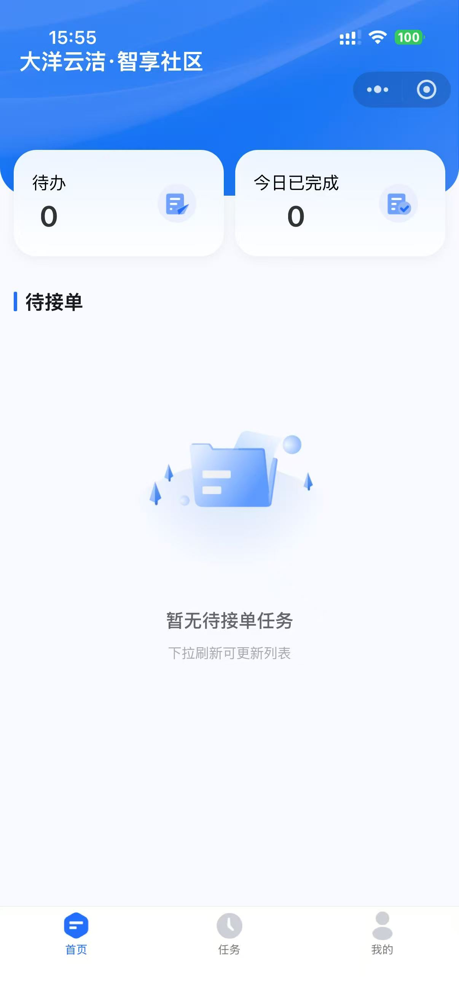 15:55
100
大洋云洁·智享社区
待办
0
今日已完成
0
待接单
暂无待接单任务
下拉刷新可更新列表
首页
任务
我的